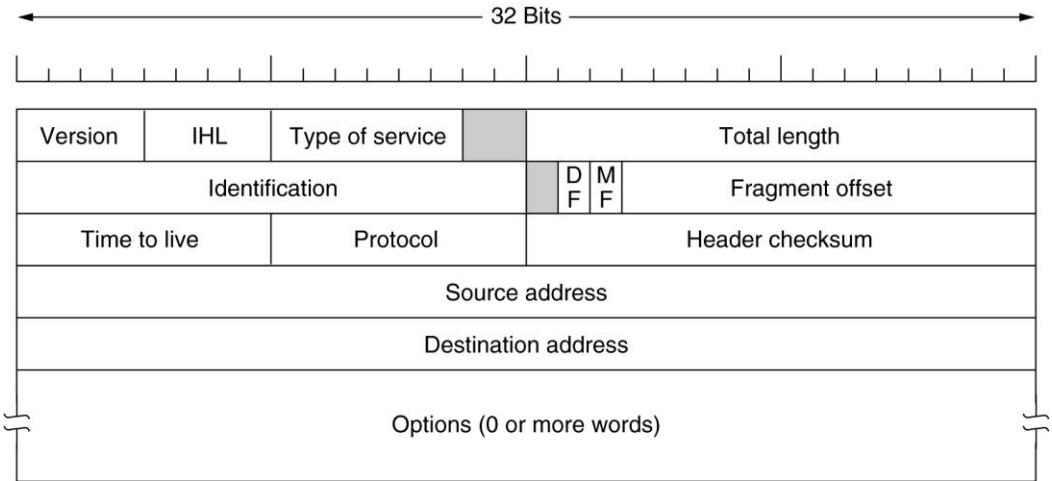 32 Bits
Version IHL Type of service Total length
Identification D F M F Fragment offset
Time to live Protocol Header checksum
Source address
Destination address
Options (0 or more words)